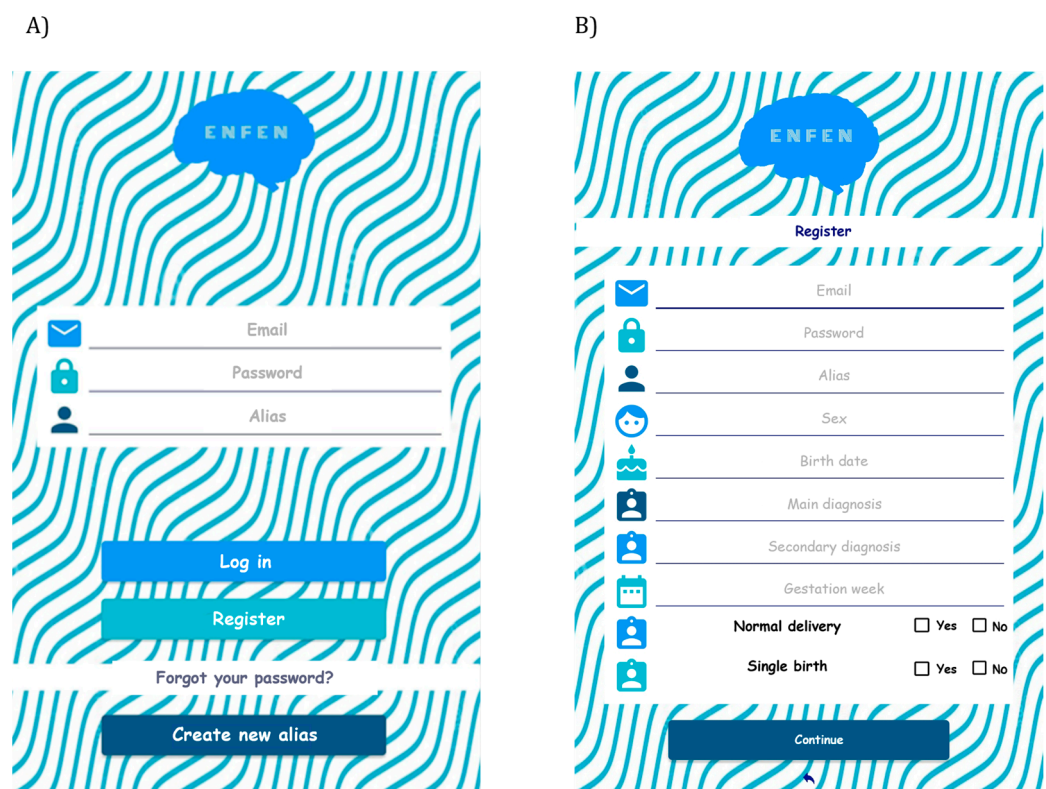 A)
ENFEN
Email
Password
Alias
Log in
Register
Forgot your password?
Create new alias
B)
ENFEN
Register
Email
Password
Alias
Sex
Birth date
Main diagnosis
Secondary diagnosis
Gestation week
Normal delivery Yes No
Single birth Yes No
Continue